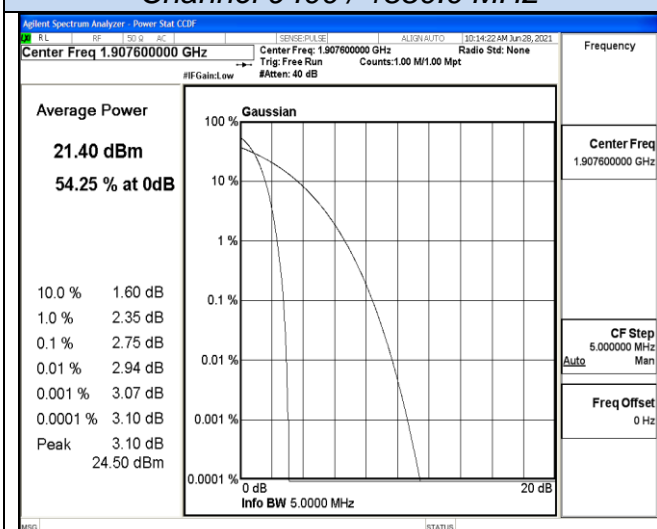 Agilent Spectrum Analyzer - Power Stat CCDF
RL RF 50 Ω AC SENSE:PULSE ALIGN AUTO 10:14:22 AM Jun 28, 2021
Center Freq 1.907600000 GHz
Center Freq: 1.907600000 GHz Radio Std: None
Trig: Free Run Counts:1.00 M/1.00 Mpt
#IFGain:Low #Atten: 40 dB
Frequency
Average Power
21.40 dBm
54.25 % at 0dB
10.0 % 1.60 dB
1.0 % 2.35 dB
0.1 % 2.75 dB
0.01 % 2.94 dB
0.001 % 3.07 dB
0.0001 % 3.10 dB
Peak 3.10 dB
24.50 dBm
Gaussian
100 %
10 %
1 %
0.1 %
0.01 %
0.001 %
0.0001 %
0 dB 20 dB
Info BW 5.0000 MHz
Center Freq
1.907600000 GHz
CF Step
5.000000 MHz
Auto Man
Freq Offset
0 Hz
MSG STATUS